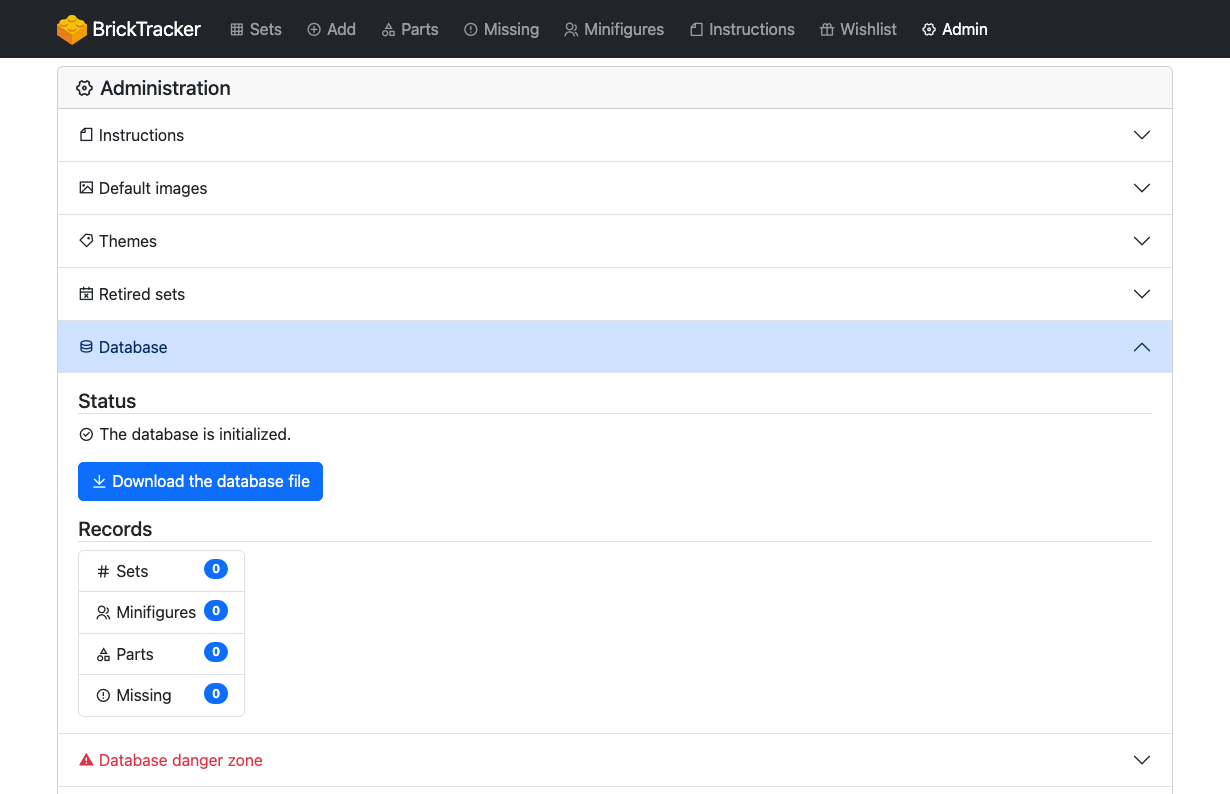 BrickTracker Sets Add Parts Missing Minifigures Instructions Wishlist Admin
Administration
Instructions
Default images
Themes
Retired sets
Database
Status
The database is initialized.
Download the database file
Records
Sets 0
Minifigures 0
Parts 0
Missing 0
Database danger zone